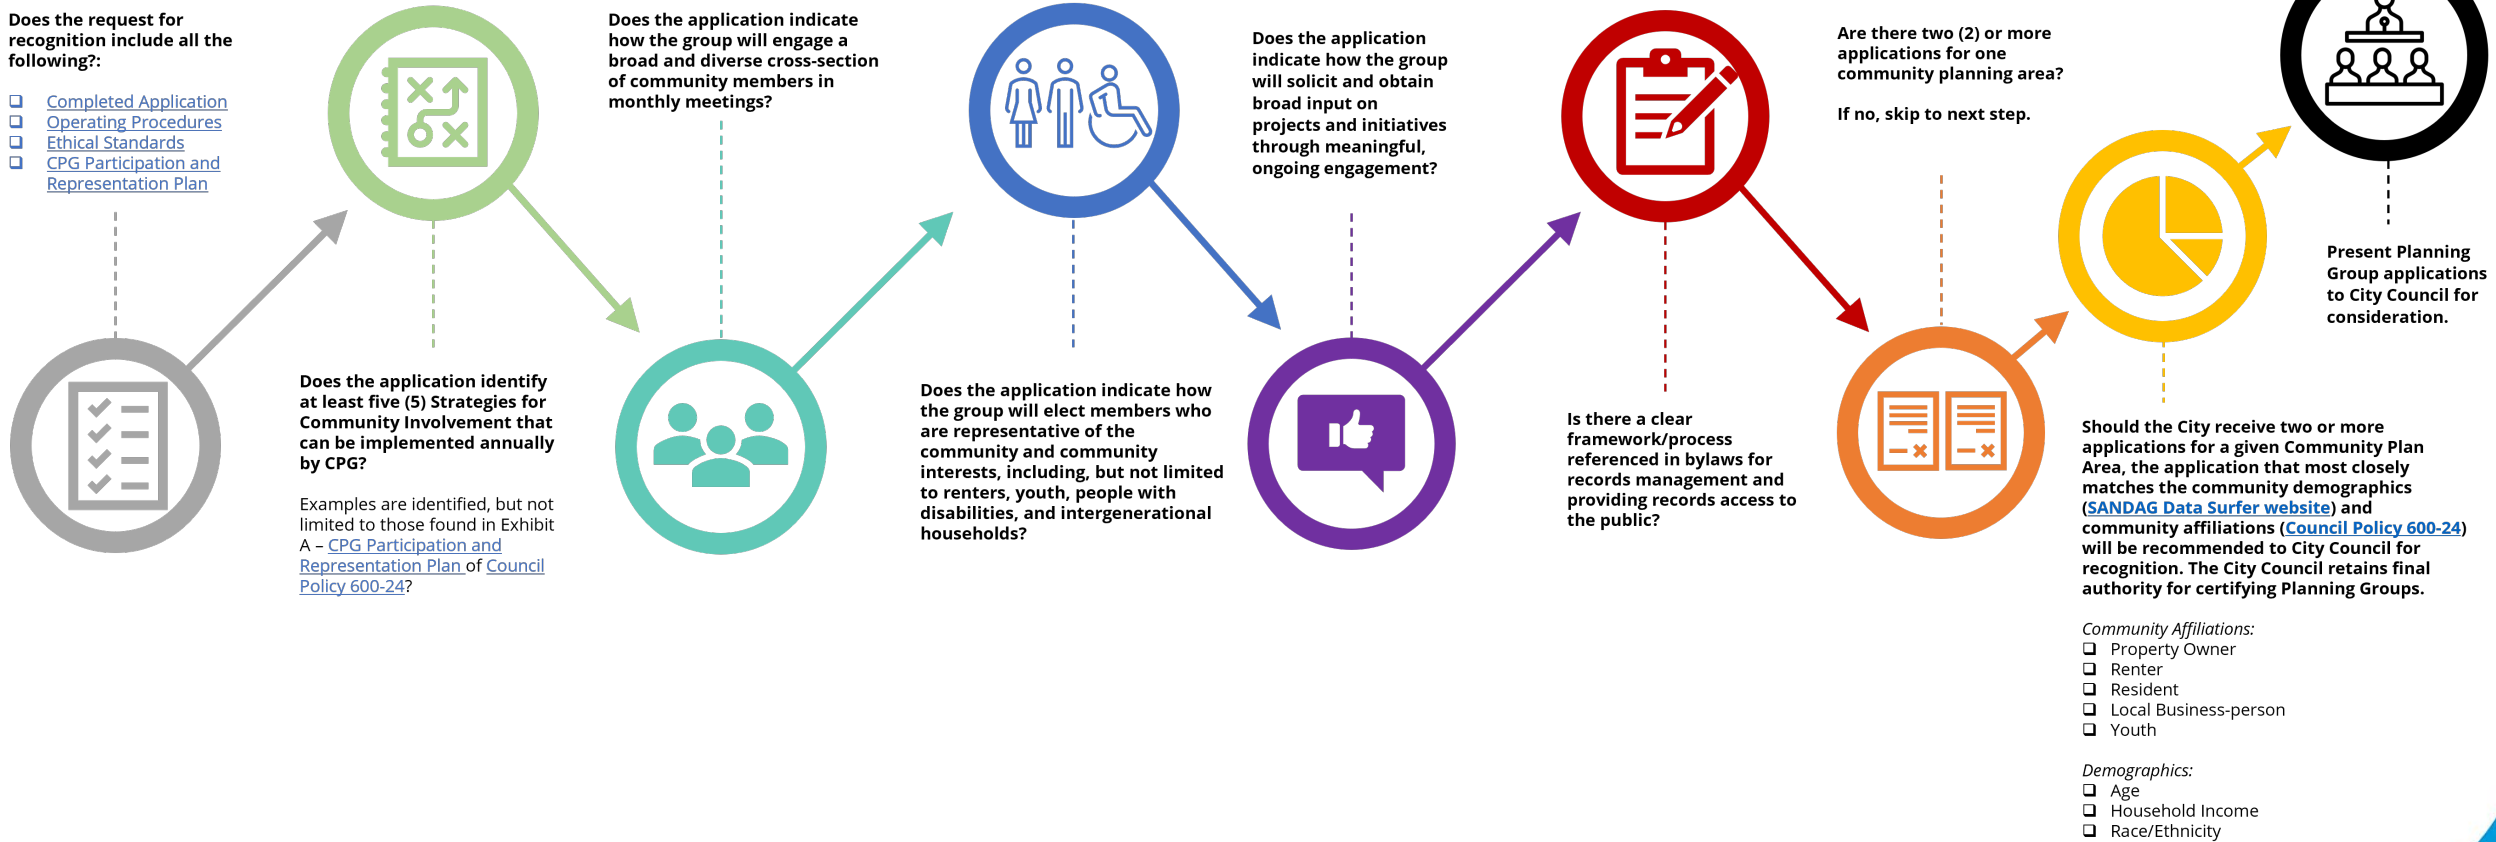 Does the request for
recognition include all the
following?:
❑ Completed Application
❑ Operating Procedures
❑ Ethical Standards
❑ CPG Participation and
Representation Plan
Does the application identify
at least five (5) Strategies for
Community Involvement that
can be implemented annually
by CPG?
Examples are identified, but not
limited to those found in Exhibit
A – CPG Participation and
Representation Plan of Council
Policy 600-24?
Does the application indicate
how the group will engage a
broad and diverse cross-section
of community members in
monthly meetings?
Does the application indicate how
the group will elect members who
are representative of the
community and community
interests, including, but not limited
to renters, youth, people with
disabilities, and intergenerational
households?
Does the application
indicate how the group
will solicit and obtain
broad input on
projects and initiatives
through meaningful,
ongoing engagement?
Is there a clear
framework/process
referenced in bylaws for
records management and
providing records access to
the public?
Are there two (2) or more
applications for one
community planning area?
If no, skip to next step.
Should the City receive two or more
applications for a given Community Plan
Area, the application that most closely
matches the community demographics
(SANDAG Data Surfer website) and
community affiliations (Council Policy 600-24)
will be recommended to City Council for
recognition. The City Council retains final
authority for certifying Planning Groups.
Community Affiliations:
❑ Property Owner
❑ Renter
❑ Resident
❑ Local Business-person
❑ Youth
Demographics:
❑ Age
❑ Household Income
❑ Race/Ethnicity
Present Planning
Group applications
to City Council for
consideration.